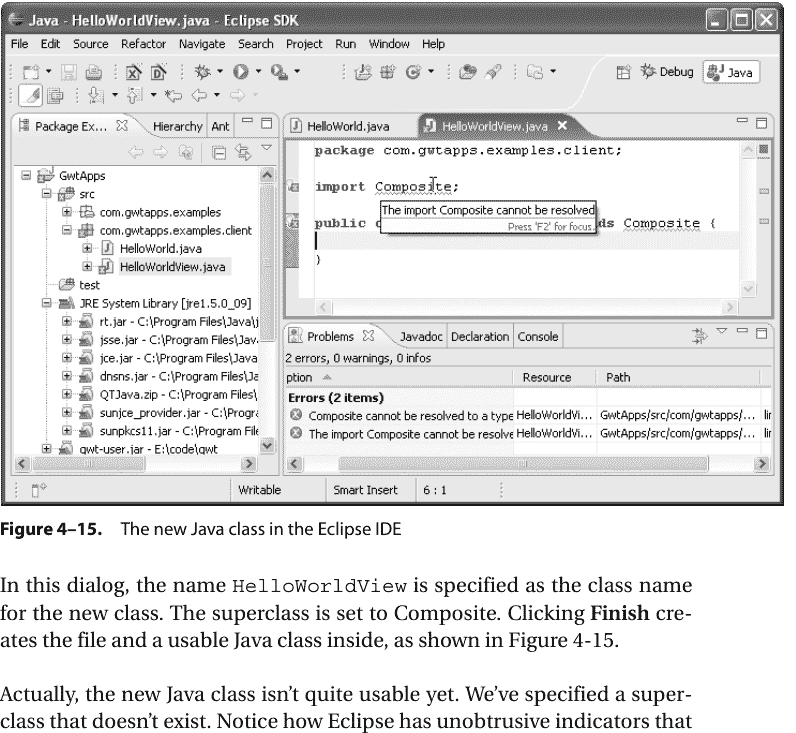 Java - HelloWorldView.java - Eclipse SDK
File Edit Source Refactor Navigate Search Project Run Window Help
Debug Java
Package Ex... Hierarchy Ant
HelloWorld.java HelloWorldView.java
package com.gwtapps.examples.client;
import Composite;
The import Composite cannot be resolved
Press 'F2' for focus.
public c ds Composite {
}
GwtApps
src
com.gwtapps.examples
com.gwtapps.examples.client
HelloWorld.java
HelloWorldView.java
test
JRE System Library [jre1.5.0_09]
rt.jar - C:\Program Files\Java\j
jsse.jar - C:\Program Files\Jav
jce.jar - C:\Program Files\Java
dnsns.jar - C:\Program Files\Ja
QTJava.zip - C:\Program Files\
sunjce_provider.jar - C:\Progra
sunpkcs11.jar - C:\Program File
gwt-user.jar - E:\code\gwt
Problems Javadoc Declaration Console
2 errors, 0 warnings, 0 infos
ption Resource Path
Errors (2 items)
Composite cannot be resolved to a type HelloWorldVi... GwtApps/src/com/gwtapps/... lir
The import Composite cannot be resolve HelloWorldVi... GwtApps/src/com/gwtapps/... lir
Writable Smart Insert 6 : 1
Figure 4–15. The new Java class in the Eclipse IDE
In this dialog, the name HelloWorldView is specified as the class name
for the new class. The superclass is set to Composite. Clicking Finish cre-
ates the file and a usable Java class inside, as shown in Figure 4-15.
Actually, the new Java class isn't quite usable yet. We've specified a super-
class that doesn't exist. Notice how Eclipse has unobtrusive indicators that